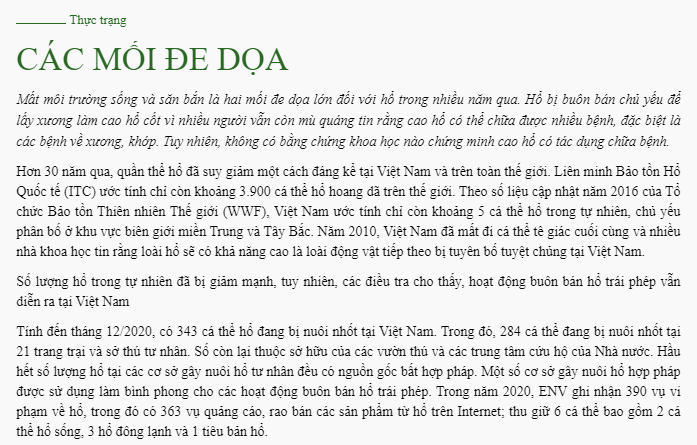 Thực trạng
CÁC MỐI ĐE DỌA
Mất môi trường sống và săn bắn là hai mối đe dọa lớn đối với hổ trong nhiều năm qua. Hổ bị buôn bán chủ yếu để
lấy xương làm cao hổ cốt vì nhiều người vẫn còn mù quáng tin rằng cao hổ có thể chữa được nhiều bệnh, đặc biệt là
các bệnh về xương, khớp. Tuy nhiên, không có bằng chứng khoa học nào chứng minh cao hổ có tác dụng chữa bệnh.
Hơn 30 năm qua, quần thể hổ đã suy giảm một cách đáng kể tại Việt Nam và trên toàn thế giới. Liên minh Bảo tồn Hổ
Quốc tế (ITC) ước tính chỉ còn khoảng 3.900 cá thể hổ hoang dã trên thế giới. Theo số liệu cập nhật năm 2016 của Tổ
chức Bảo tồn Thiên nhiên Thế giới (WWF), Việt Nam ước tính chỉ còn khoảng 5 cá thể hổ trong tự nhiên, chủ yếu
phân bố ở khu vực biên giới miền Trung và Tây Bắc. Năm 2010, Việt Nam đã mất đi cá thể tê giác cuối cùng và nhiều
nhà khoa học tin rằng loài hổ sẽ có khả năng cao là loài động vật tiếp theo bị tuyên bố tuyệt chủng tại Việt Nam.
Số lượng hổ trong tự nhiên đã bị giảm mạnh, tuy nhiên, các điều tra cho thấy, hoạt động buôn bán hổ trái phép vẫn
diễn ra tại Việt Nam
Tính đến tháng 12/2020, có 343 cá thể hổ đang bị nuôi nhốt tại Việt Nam. Trong đó, 284 cá thể đang bị nuôi nhốt tại
21 trang trại và sở thú tư nhân. Số còn lại thuộc sở hữu của các vườn thú và các trung tâm cứu hộ của Nhà nước. Hầu
hết số lượng hổ tại các cơ sở gây nuôi hổ tư nhân đều có nguồn gốc bất hợp pháp. Một số cơ sở gây nuôi hổ hợp pháp
được sử dụng làm bình phong cho các hoạt động buôn bán hổ trái phép. Trong năm 2020, ENV ghi nhận 390 vụ vi
phạm về hổ, trong đó có 363 vụ quảng cáo, rao bán các sản phẩm từ hổ trên Internet; thu giữ 6 cá thể bao gồm 2 cá
thể hổ sống, 3 hổ đông lạnh và 1 tiêu bản hổ.